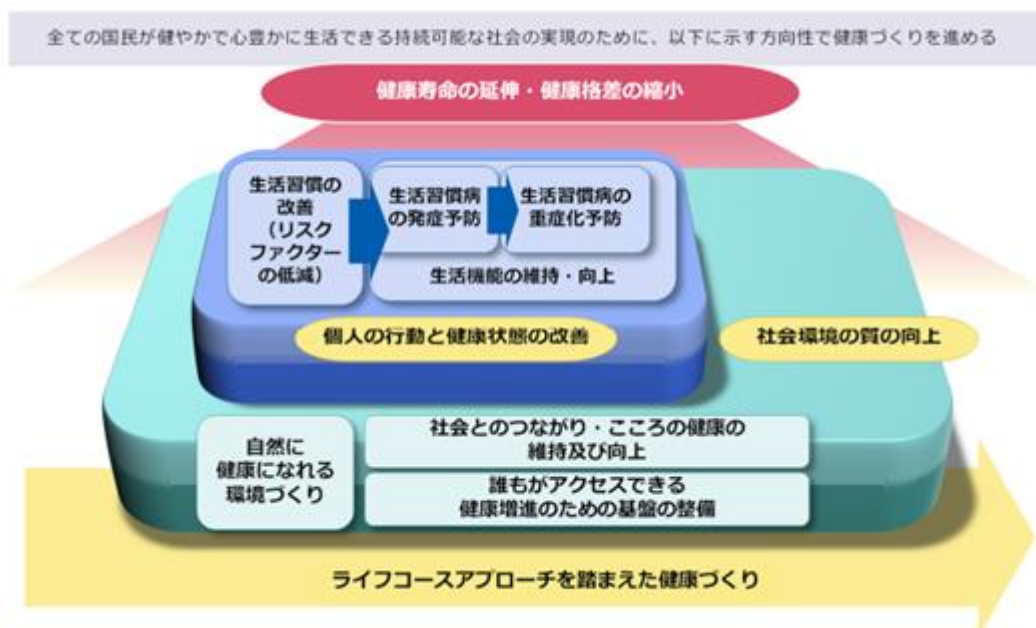 全ての国民が健やかで心豊かに生活できる持続可能な社会の実現のために、以下に示す方向性で健康づくりを進める
健康寿命の延伸・健康格差の縮小
生活習慣の
改善
（リスク
ファクター
の低減）
生活習慣病
の発症予防
生活習慣病の
重症化予防
生活機能の維持・向上
個人の行動と健康状態の改善
社会環境の質の向上
自然に
健康になれる
環境づくり
社会とのつながり・こころの健康の
維持及び向上
誰もがアクセスできる
健康増進のための基盤の整備
ライフコースアプローチを踏まえた健康づくり